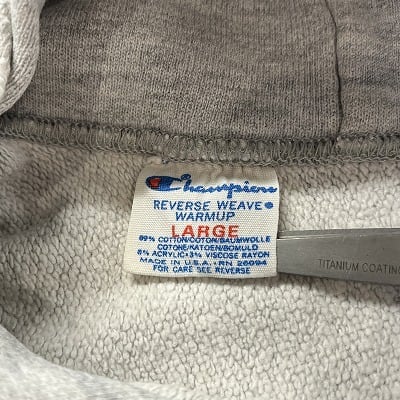 Champion
REVERSE WEAVE®
WARMUP
LARGE
89% COTTON/COTON/BAUMWOLLE
COTONE/KATOEN/BOMULD
8% ACRYLIC•3% VISCOSE RAYON
MADE IN U.S.A.•RN 26094
FOR CARE SEE REVERSE
TITANIUM COATING